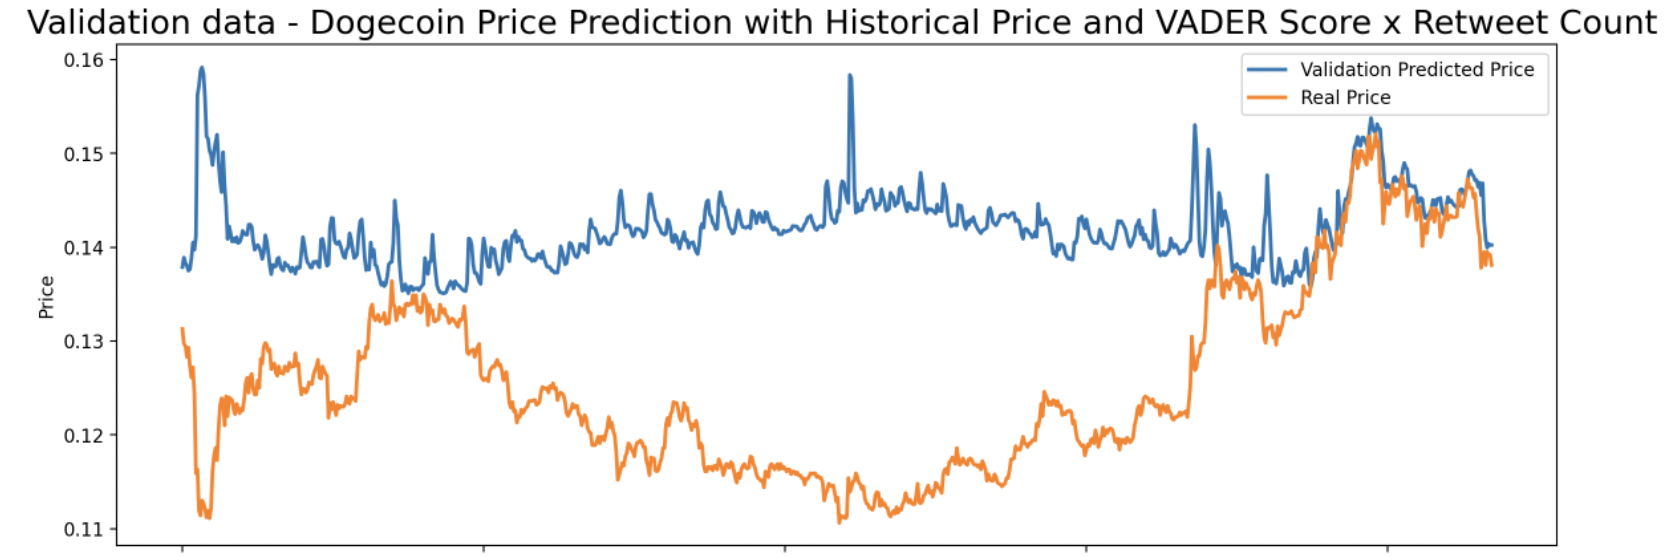 Validation data - Dogecoin Price Prediction with Historical Price and VADER Score x Retweet Count
Validation Predicted Price
Real Price
0.16
0.15
0.14
0.13
0.12
0.11
Price